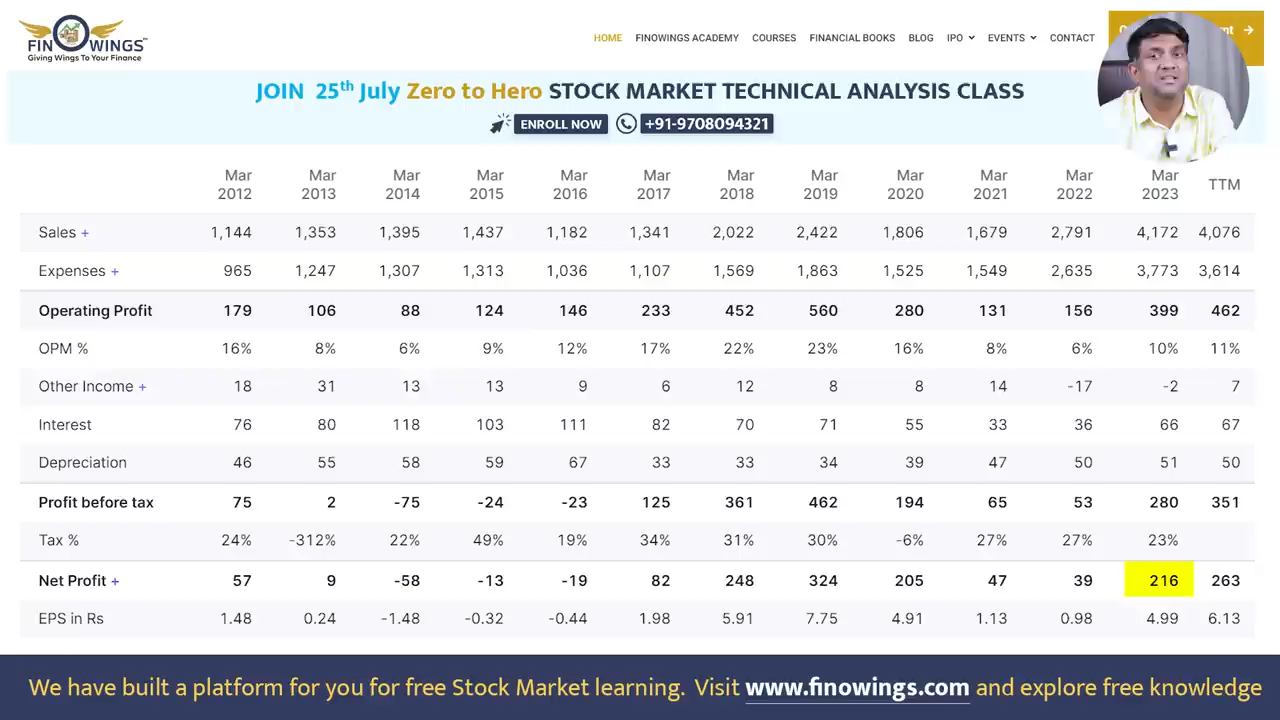 FINOWINGS
Giving Wings To Your Finance
HOME FINOWINGS ACADEMY COURSES FINANCIAL BOOKS BLOG IPO EVENTS CONTACT
JOIN 25th July Zero to Hero STOCK MARKET TECHNICAL ANALYSIS CLASS
ENROLL NOW +91-9708094321
Mar 2012 Mar 2013 Mar 2014 Mar 2015 Mar 2016 Mar 2017 Mar 2018 Mar 2019 Mar 2020 Mar 2021 Mar 2022 Mar 2023 TTM
Sales + 1,144 1,353 1,395 1,437 1,182 1,341 2,022 2,422 1,806 1,679 2,791 4,172 4,076
Expenses + 965 1,247 1,307 1,313 1,036 1,107 1,569 1,863 1,525 1,549 2,635 3,773 3,614
Operating Profit 179 106 88 124 146 233 452 560 280 131 156 399 462
OPM % 16% 8% 6% 9% 12% 17% 22% 23% 16% 8% 6% 10% 11%
Other Income + 18 31 13 13 9 6 12 8 8 14 -17 -2 7
Interest 76 80 118 103 111 82 70 71 55 33 36 66 67
Depreciation 46 55 58 59 67 33 33 34 39 47 50 51 50
Profit before tax 75 2 -75 -24 -23 125 361 462 194 65 53 280 351
Tax % 24% -312% 22% 49% 19% 34% 31% 30% -6% 27% 27% 23%
Net Profit + 57 9 -58 -13 -19 82 248 324 205 47 39 216 263
EPS in Rs 1.48 0.24 -1.48 -0.32 -0.44 1.98 5.91 7.75 4.91 1.13 0.98 4.99 6.13
We have built a platform for you for free Stock Market learning. Visit www.finowings.com and explore free knowledge